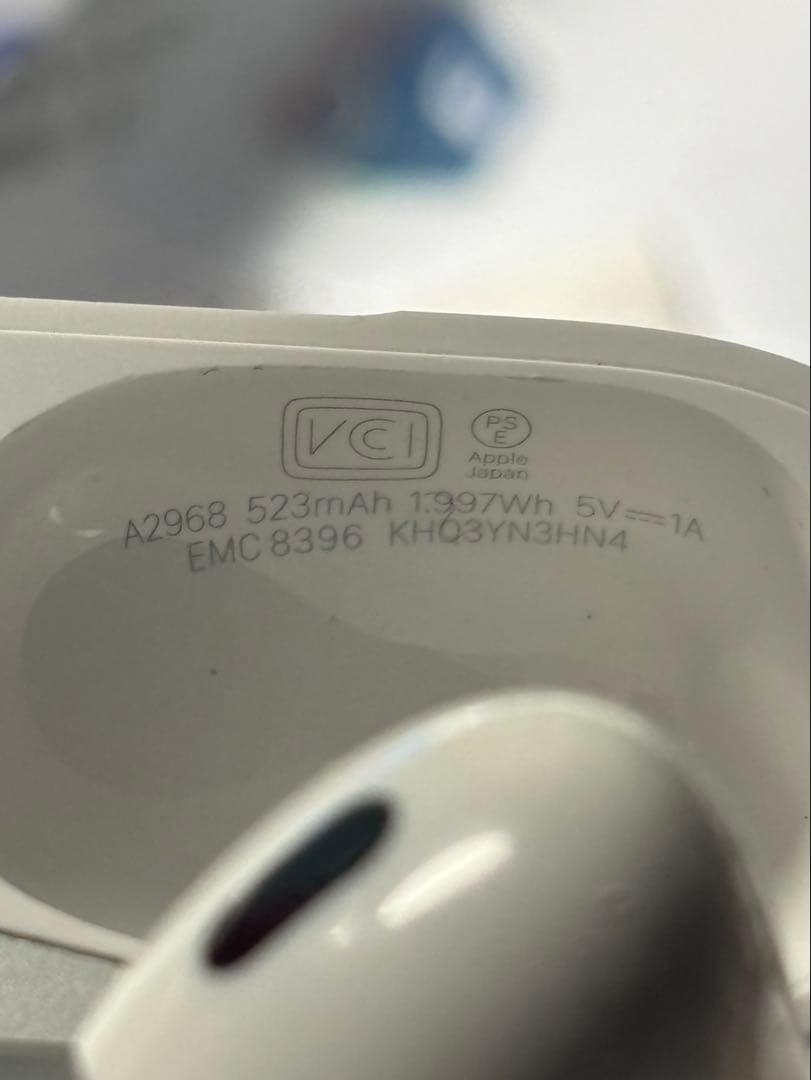 VCI
PS
E
Apple
Japan
A2968 523mAh 1.997Wh 5V⎓1A
EMC 8396 KHQ3YN3HN4